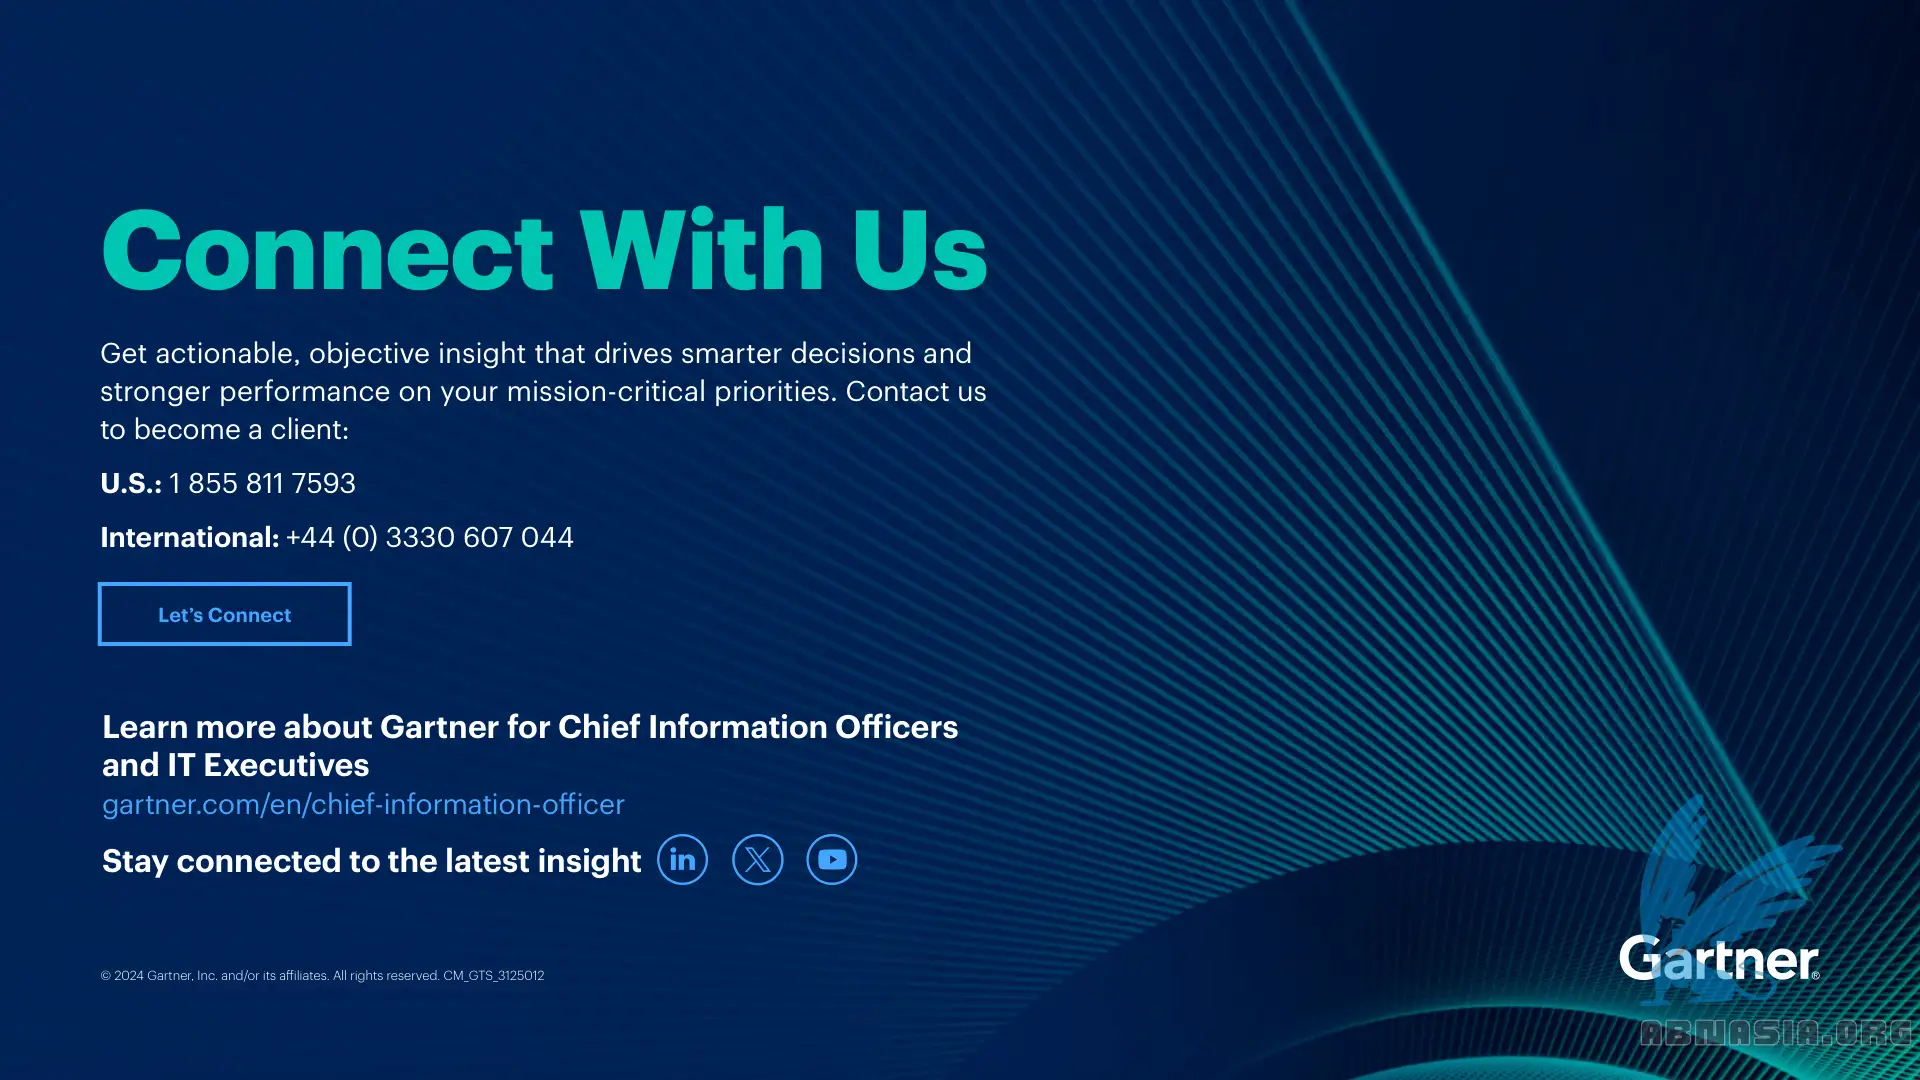 Connect With Us
Get actionable, objective insight that drives smarter decisions and
stronger performance on your mission-critical priorities. Contact us
to become a client:
U.S.: 1 855 811 7593
International: +44 (0) 3330 607 044
Let’s Connect
Learn more about Gartner for Chief Information Officers
and IT Executives
gartner.com/en/chief-information-officer
Stay connected to the latest insight in X
© 2024 Gartner, Inc. and/or its affiliates. All rights reserved. CM_GTS_3125012
Gartner®
ABNASIA.ORG